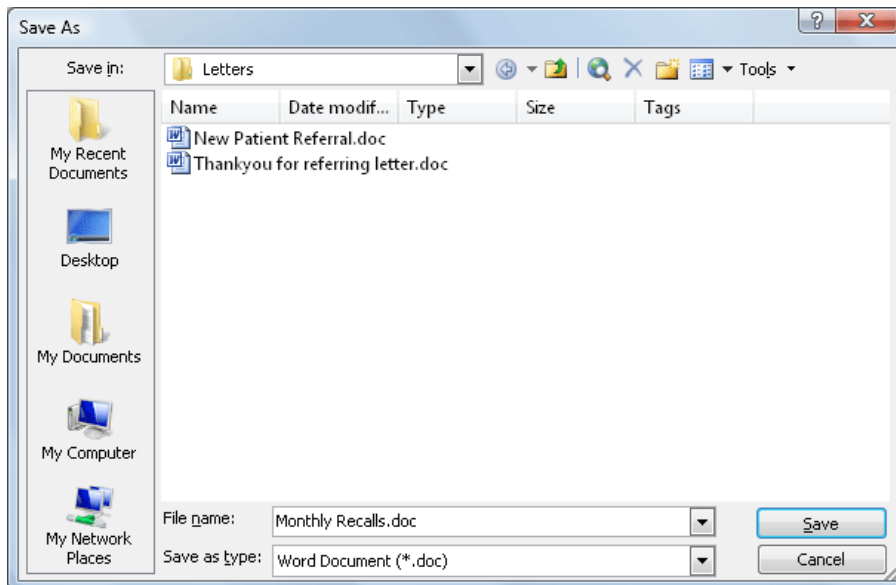 Save As
Save in:
Letters
Tools
Name Date modif... Type Size Tags
New Patient Referral.doc
Thankyou for referring letter.doc
My Recent
Documents
Desktop
My Documents
My Computer
My Network
Places
File name: Monthly Recalls.doc Save
Save as type: Word Document (*.doc) Cancel